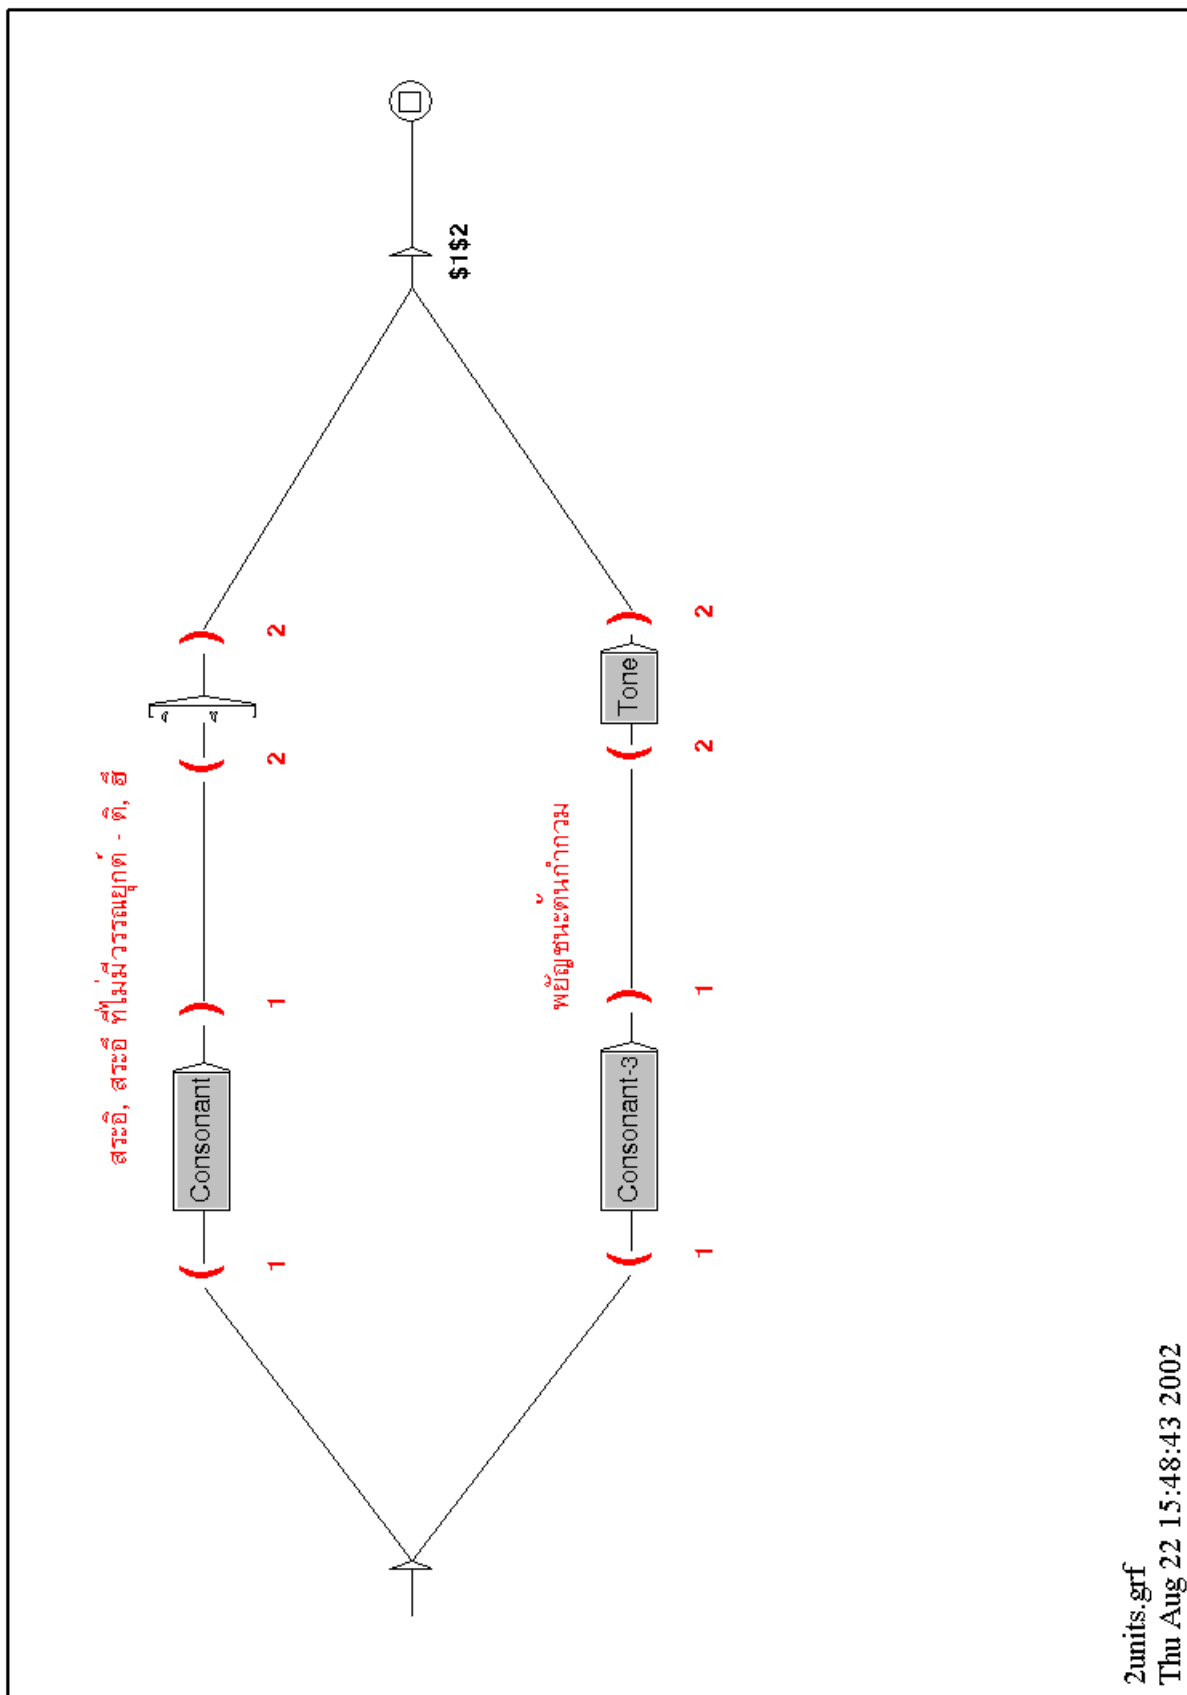 สระอิ, สระอี ที่ไม่มีวรรณยุกต์ - ติ, สี
( Consonant ) ( ) $1$2
1 1 2 2
พยัญชนะต้นกำกวม
( Consonant-3 ) ( Tone )
1 1 2 2
2units.grf
Thu Aug 22 15:48:43 2002